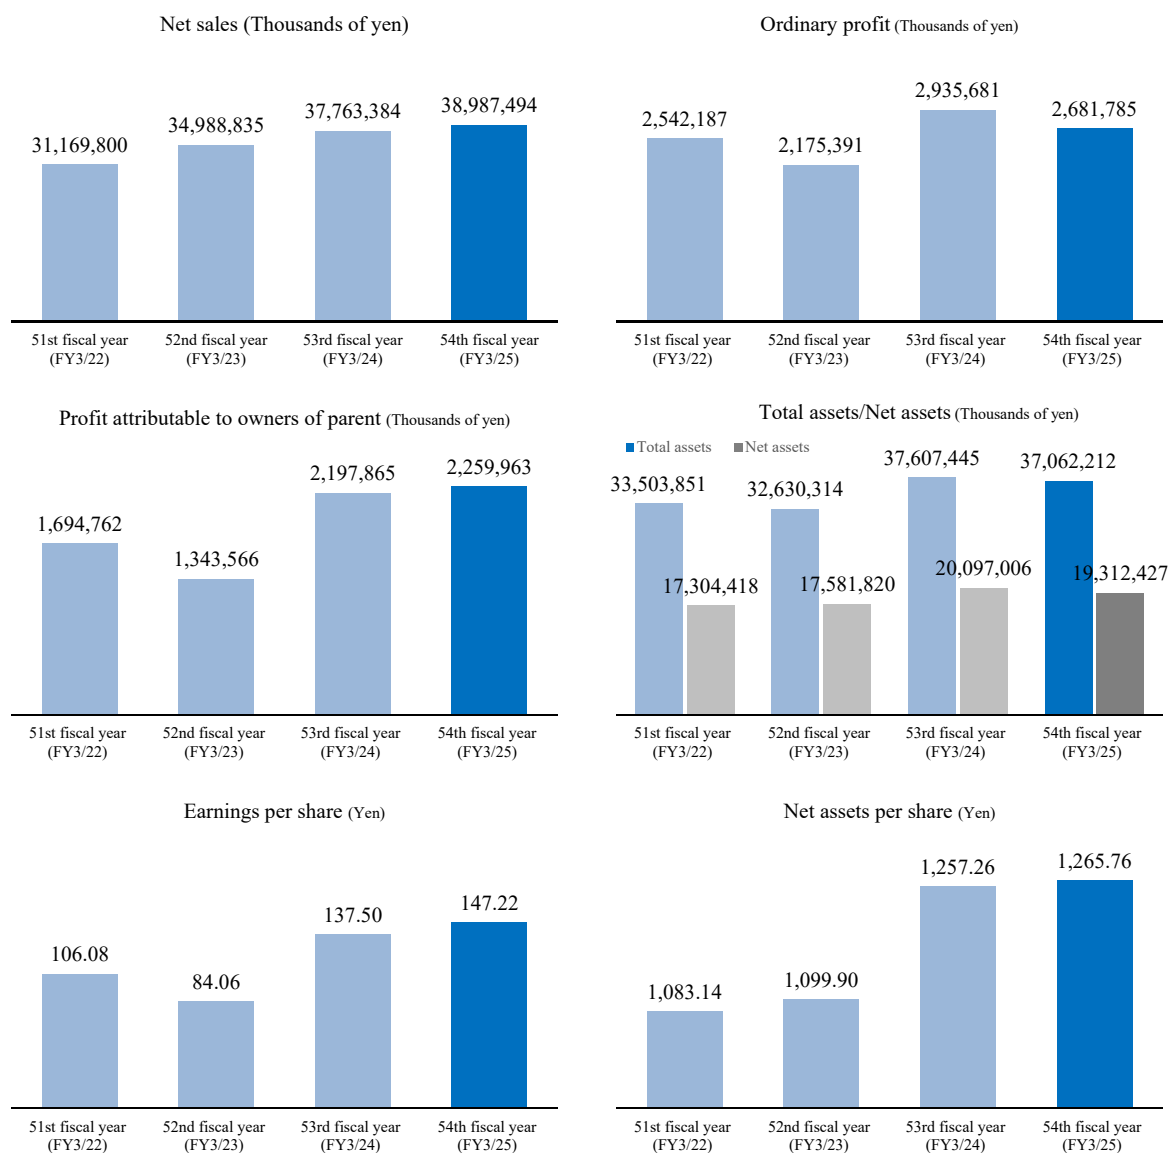 Net sales (Thousands of yen)
31,169,800
34,988,835
37,763,384
38,987,494
51st fiscal year
(FY3/22)
52nd fiscal year
(FY3/23)
53rd fiscal year
(FY3/24)
54th fiscal year
(FY3/25)
Ordinary profit (Thousands of yen)
2,542,187
2,175,391
2,935,681
2,681,785
51st fiscal year
(FY3/22)
52nd fiscal year
(FY3/23)
53rd fiscal year
(FY3/24)
54th fiscal year
(FY3/25)
Profit attributable to owners of parent (Thousands of yen)
1,694,762
1,343,566
2,197,865
2,259,963
51st fiscal year
(FY3/22)
52nd fiscal year
(FY3/23)
53rd fiscal year
(FY3/24)
54th fiscal year
(FY3/25)
Total assets/Net assets (Thousands of yen)
Total assets
Net assets
33,503,851
17,304,418
32,630,314
17,581,820
37,607,445
20,097,006
37,062,212
19,312,427
51st fiscal year
(FY3/22)
52nd fiscal year
(FY3/23)
53rd fiscal year
(FY3/24)
54th fiscal year
(FY3/25)
Earnings per share (Yen)
106.08
84.06
137.50
147.22
51st fiscal year
(FY3/22)
52nd fiscal year
(FY3/23)
53rd fiscal year
(FY3/24)
54th fiscal year
(FY3/25)
Net assets per share (Yen)
1,083.14
1,099.90
1,257.26
1,265.76
51st fiscal year
(FY3/22)
52nd fiscal year
(FY3/23)
53rd fiscal year
(FY3/24)
54th fiscal year
(FY3/25)